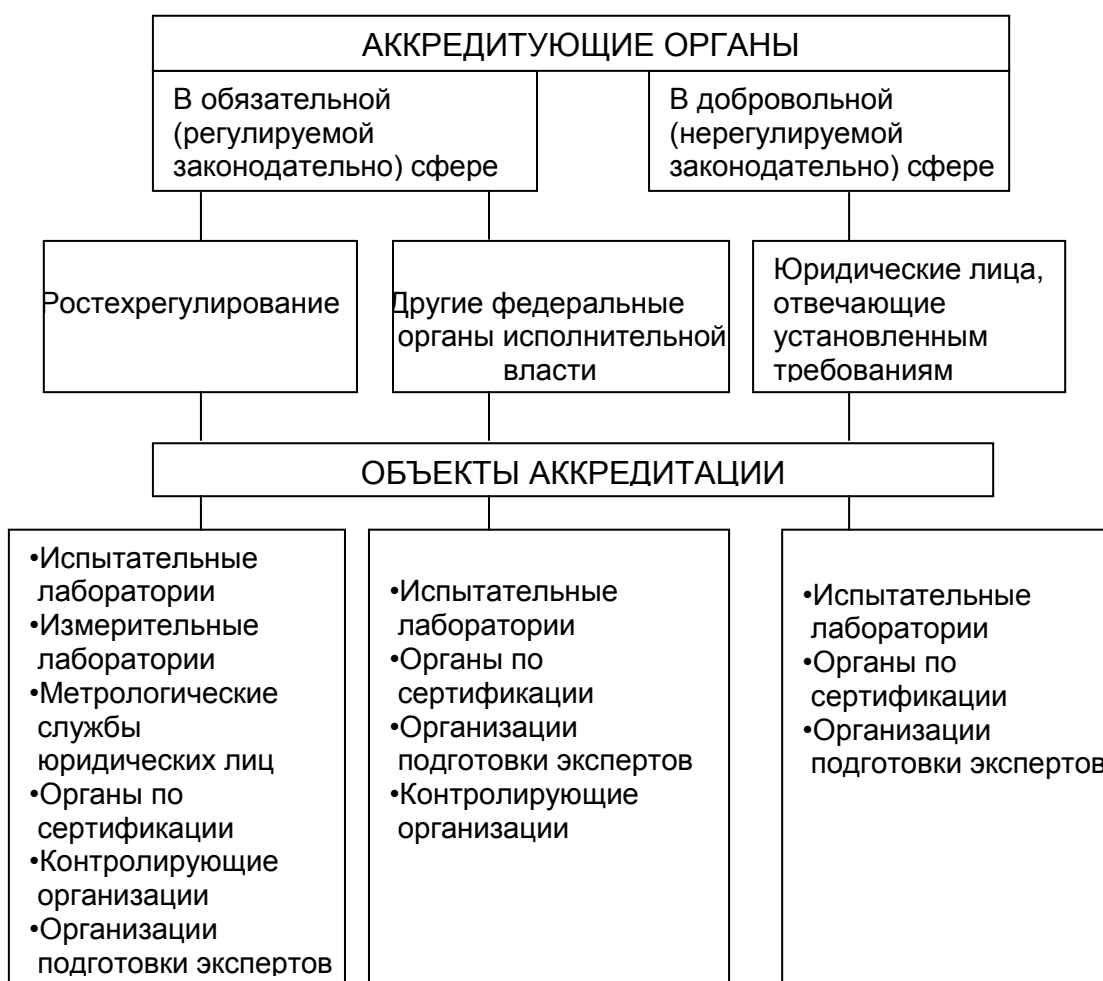 АККРЕДИТУЮЩИЕ ОРГАНЫ
В обязательной
(регулируемой
законодательно) сфере
В добровольной
(нерегулируемой
законодательно) сфере
Ростехрегулирование
Другие федеральные
органы исполнительной
власти
Юридические лица,
отвечающие
установленным
требованиям
ОБЪЕКТЫ АККРЕДИТАЦИИ
•Испытательные
лаборатории
•Измерительные
лаборатории
•Метрологические
службы
юридических лиц
•Органы по
сертификации
•Контролирующие
организации
•Организации
подготовки экспертов
•Испытательные
лаборатории
•Органы по
сертификации
•Организации
подготовки экспертов
•Контролирующие
организации
•Испытательные
лаборатории
•Органы по
сертификации
•Организации
подготовки экспертов